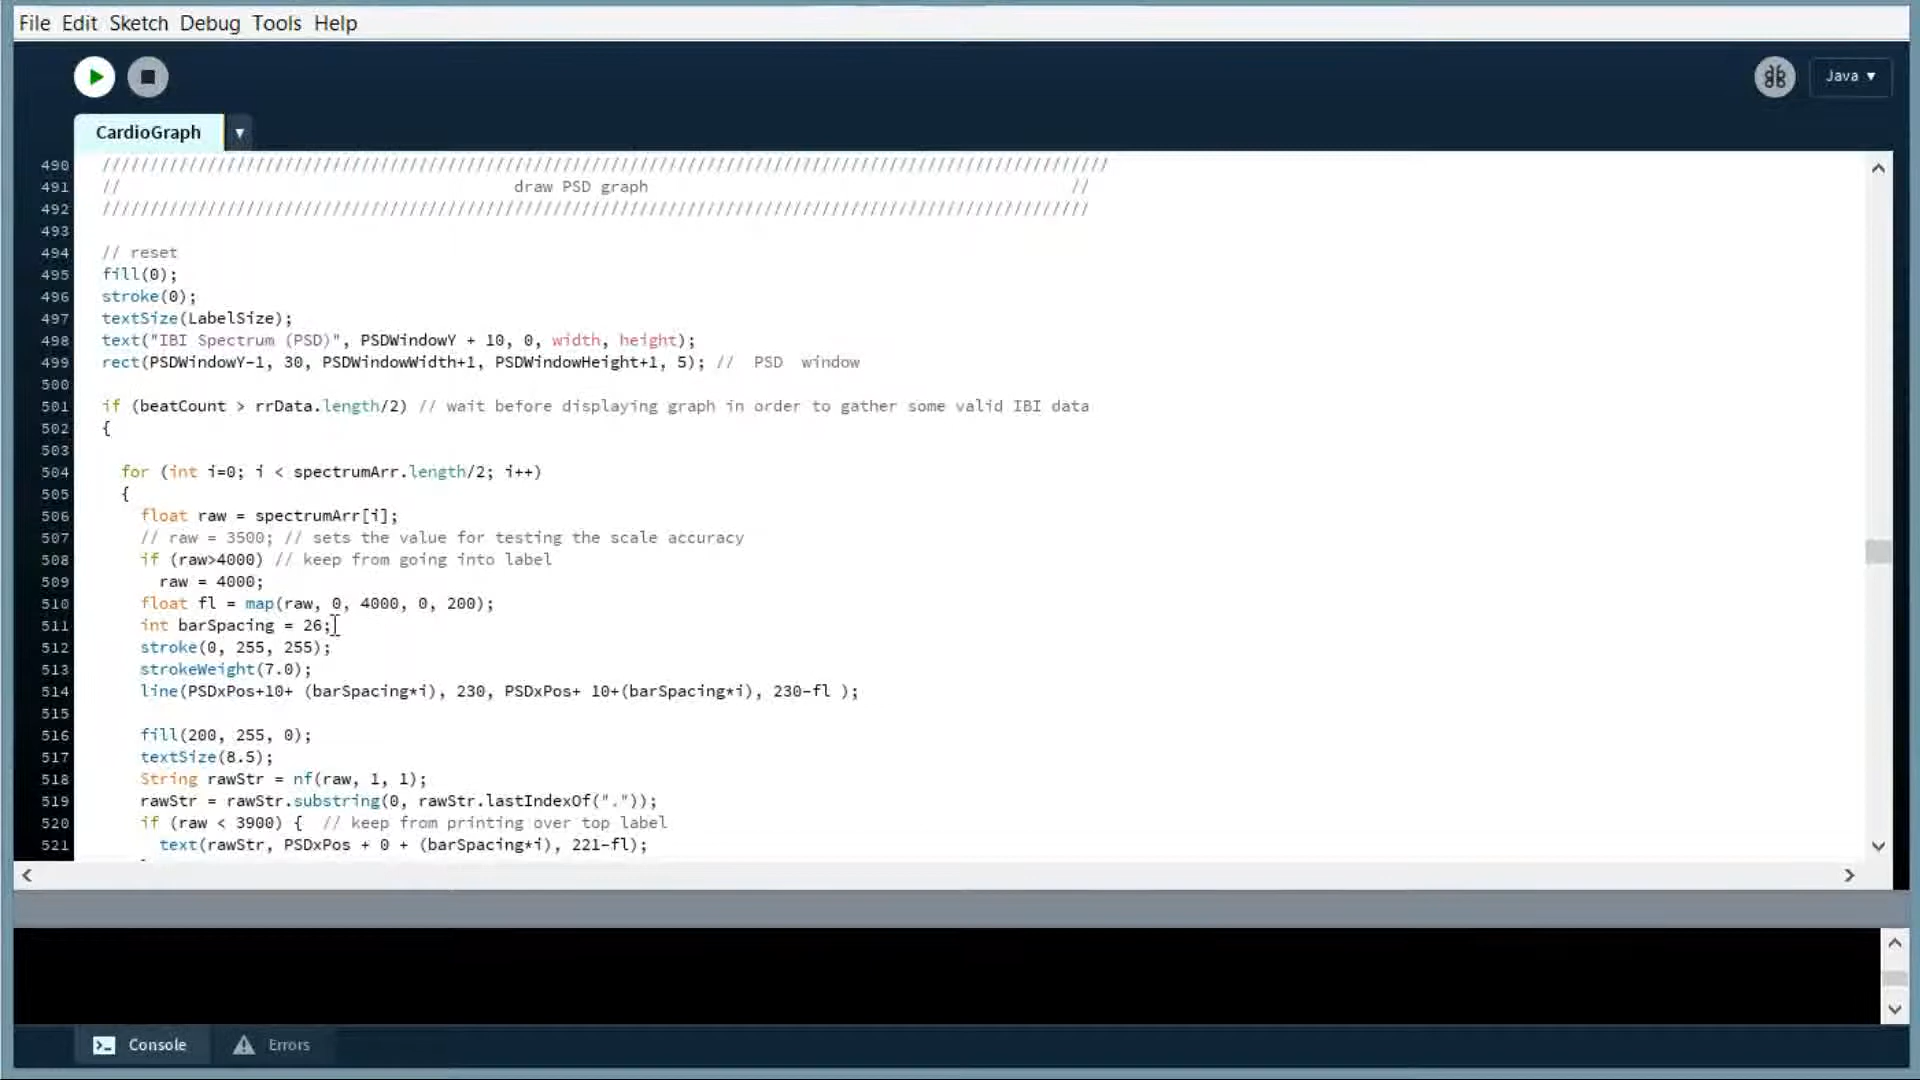 File Edit Sketch Debug Tools Help
Java ▼
CardioGraph ▼
490 /////////////////////////////////////////////////////////////////////////////////////////////////////////
491 // draw PSD graph //
492 ///////////////////////////////////////////////////////////////////////////////////////////////////////
493
494 // reset
495 fill(0);
496 stroke(0);
497 textSize(LabelSize);
498 text("IBI Spectrum (PSD)", PSDWindowY + 10, 0, width, height);
499 rect(PSDWindowY-1, 30, PSDWindowWidth+1, PSDWindowHeight+1, 5); // PSD window
500
501 if (beatCount > rrData.length/2) // wait before displaying graph in order to gather some valid IBI data
502 {
503
504 for (int i=0; i < spectrumArr.length/2; i++)
505 {
506 float raw = spectrumArr[i];
507 // raw = 3500; // sets the value for testing the scale accuracy
508 if (raw>4000) // keep from going into label
509 raw = 4000;
510 float fl = map(raw, 0, 4000, 0, 200);
511 int barSpacing = 26;
512 stroke(0, 255, 255);
513 strokeWeight(7.0);
514 line(PSDxPos+10+ (barSpacing*i), 230, PSDxPos+ 10+(barSpacing*i), 230-fl );
515
516 fill(200, 255, 0);
517 textSize(8.5);
518 String rawStr = nf(raw, 1, 1);
519 rawStr = rawStr.substring(0, rawStr.lastIndexOf("."));
520 if (raw < 3900) { // keep from printing over top label
521 text(rawStr, PSDxPos + 0 + (barSpacing*i), 221-fl);
Console Errors